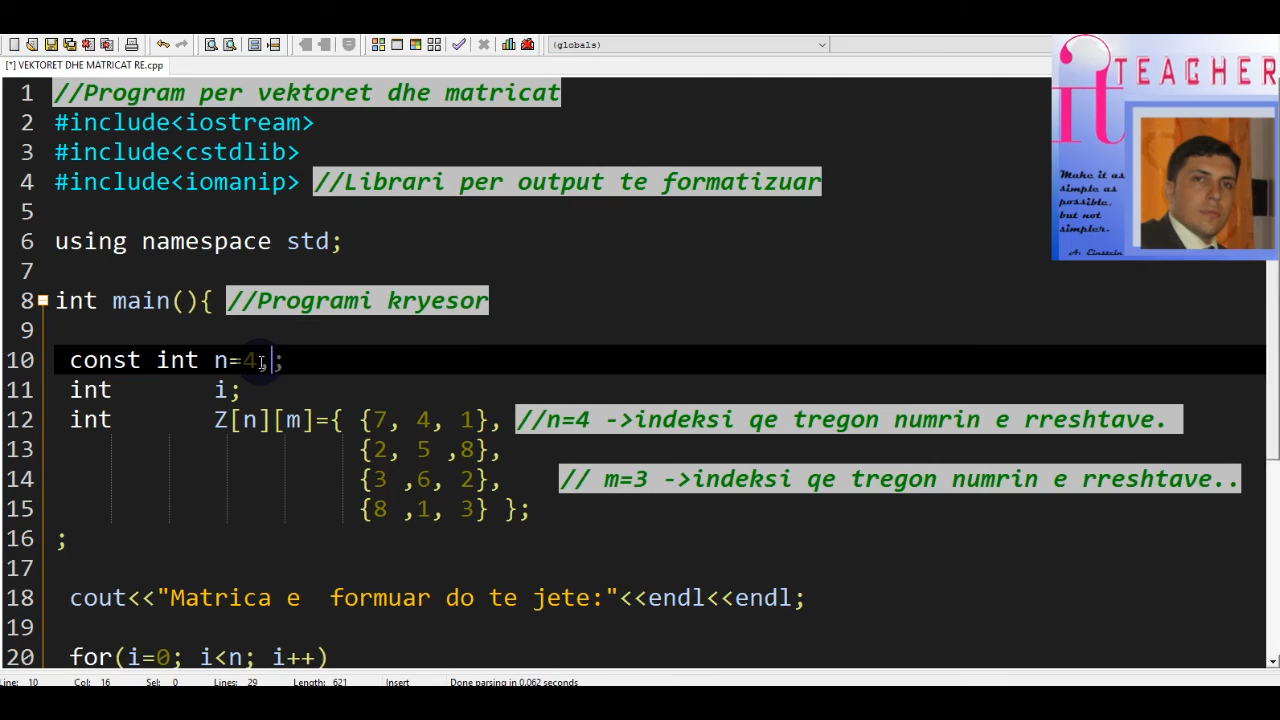 (globals)
[*] VEKTORET DHE MATRICAT RE.cpp
1 //Program per vektoret dhe matricat
2 #include<iostream>
3 #include<cstdlib>
4 #include<iomanip> //Librari per output te formatizuar
5
6 using namespace std;
7
8 int main(){ //Programi kryesor
9
10 const int n=4,;
11 int i;
12 int Z[n][m]={ {7, 4, 1}, //n=4 ->indeksi qe tregon numrin e rreshtave.
13 {2, 5 ,8},
14 {3 ,6, 2}, // m=3 ->indeksi qe tregon numrin e rreshtave..
15 {8 ,1, 3} };
16 ;
17
18 cout<<"Matrica e  formuar do te jete:"<<endl<<endl;
19
20 for(i=0; i<n; i++)
it TEACHER
Make it as
simple as
possible,
but not
simpler.
A. Einstein
Line: 10 Col: 16 Sel: 0 Lines: 29 Length: 621 Insert Done parsing in 0,062 seconds